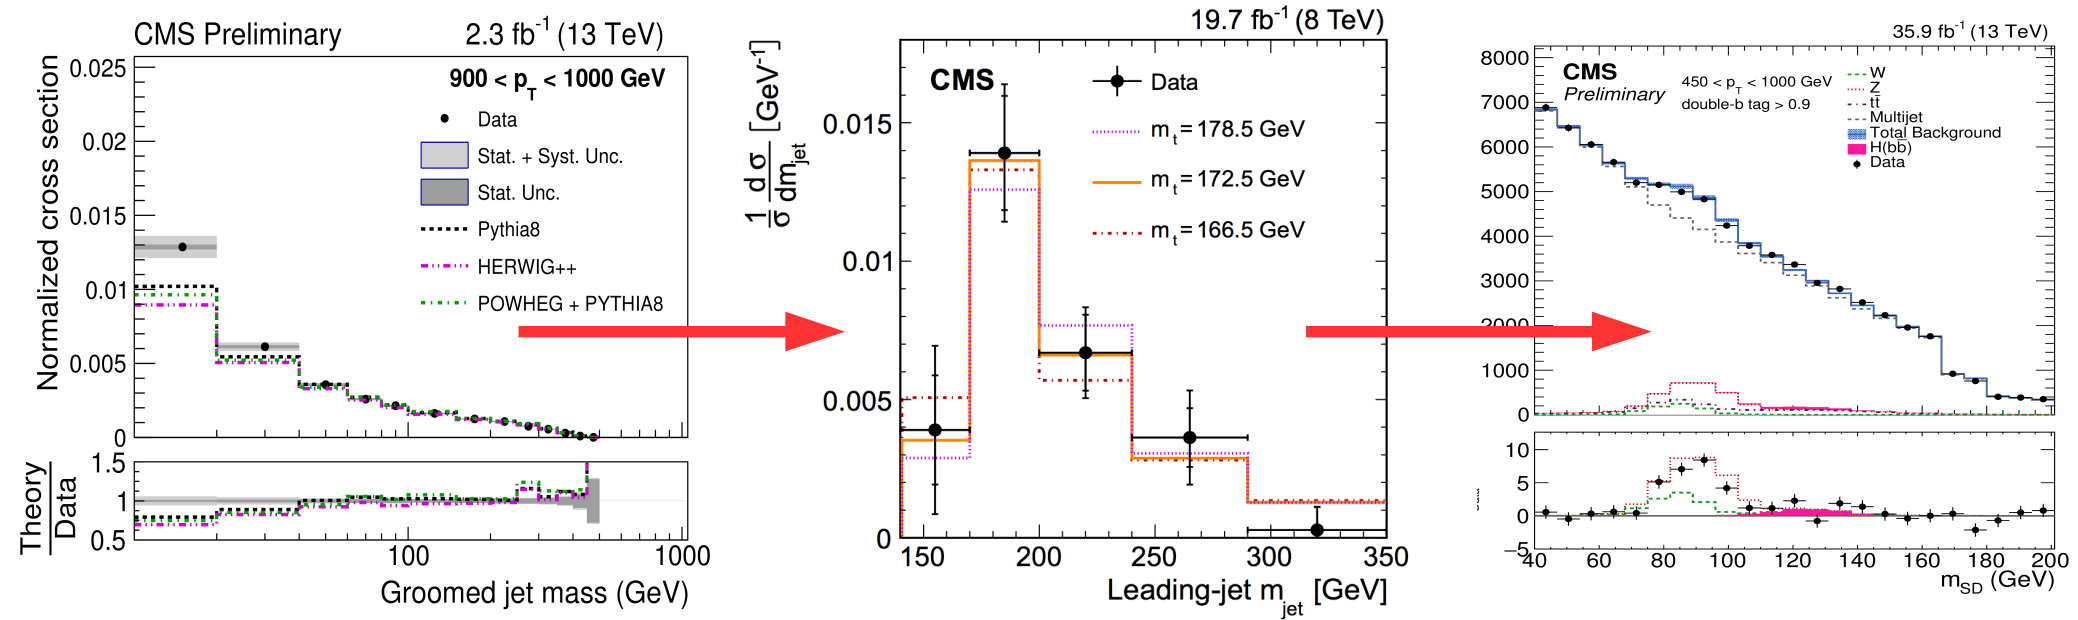 CMS Preliminary 2.3 fb-1 (13 TeV)
900 < pT < 1000 GeV
Data
Stat. + Syst. Unc.
Stat. Unc.
Pythia8
HERWIG++
POWHEG + PYTHIA8
Normalized cross section
0.025
0.02
0.015
0.01
0.005
0
Theory
Data
1.5
1
0.5
100 1000
Groomed jet mass (GeV)
19.7 fb-1 (8 TeV)
CMS
Data
mt = 178.5 GeV
mt = 172.5 GeV
mt = 166.5 GeV
1 dσ [GeV-1]
σ dmjet
0.015
0.01
0.005
0
150 200 250 300 350
Leading-jet mjet [GeV]
35.9 fb-1 (13 TeV)
CMS
Preliminary
450 < pT < 1000 GeV
double-b tag > 0.9
W
Z
tt̄
Multijet
Total Background
H(bb̄)
Data
8000
7000
6000
5000
4000
3000
2000
1000
0
10
5
0
−5
40 60 80 100 120 140 160 180 200
mSD (GeV)